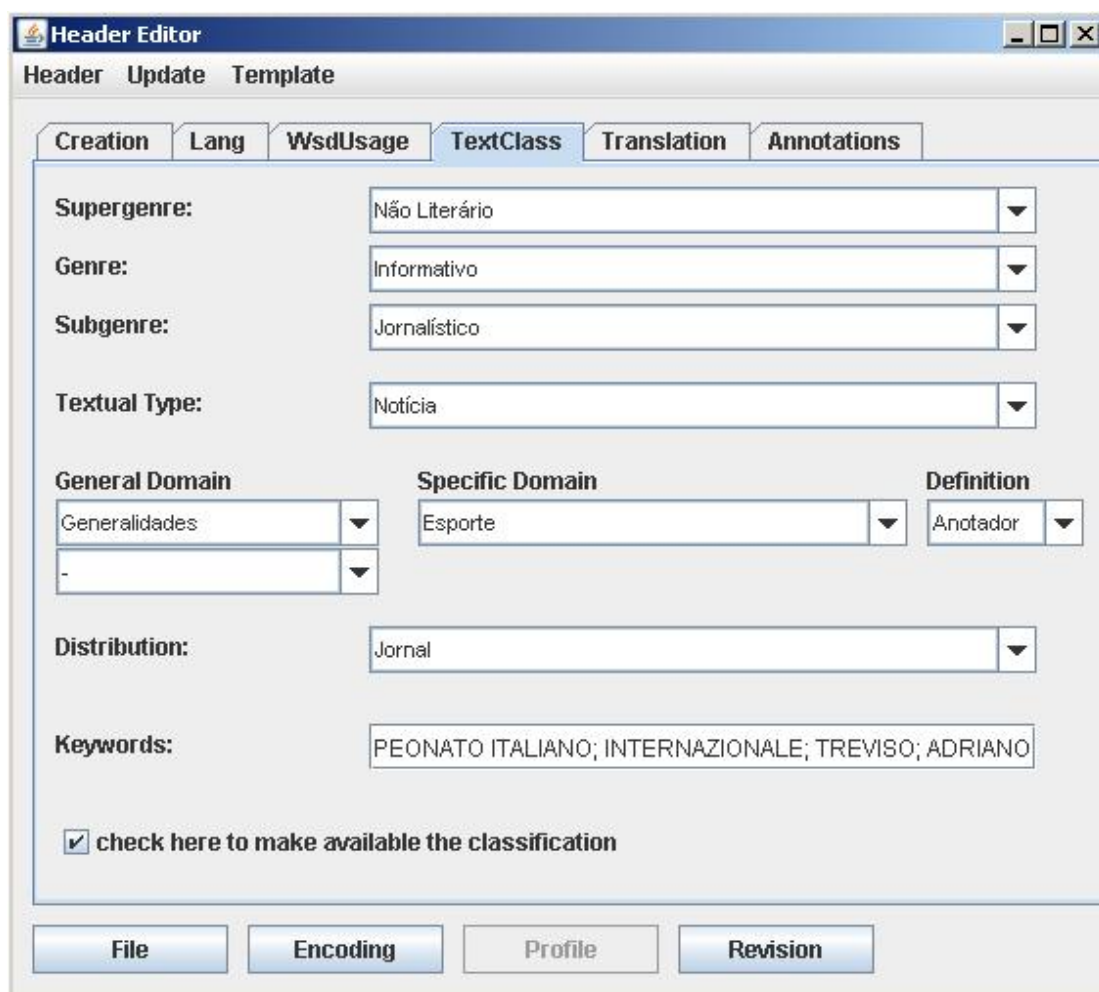 Header Editor
Header Update Template
Creation Lang WsdUsage TextClass Translation Annotations
Supergenre: Não Literário
Genre: Informativo
Subgenre: Jornalístico
Textual Type: Notícia
General Domain Specific Domain Definition
Generalidades Esporte Anotador
-
Distribution: Jornal
Keywords: PEONATO ITALIANO; INTERNAZIONALE; TREVISO; ADRIANO
check here to make available the classification
File Encoding Profile Revision